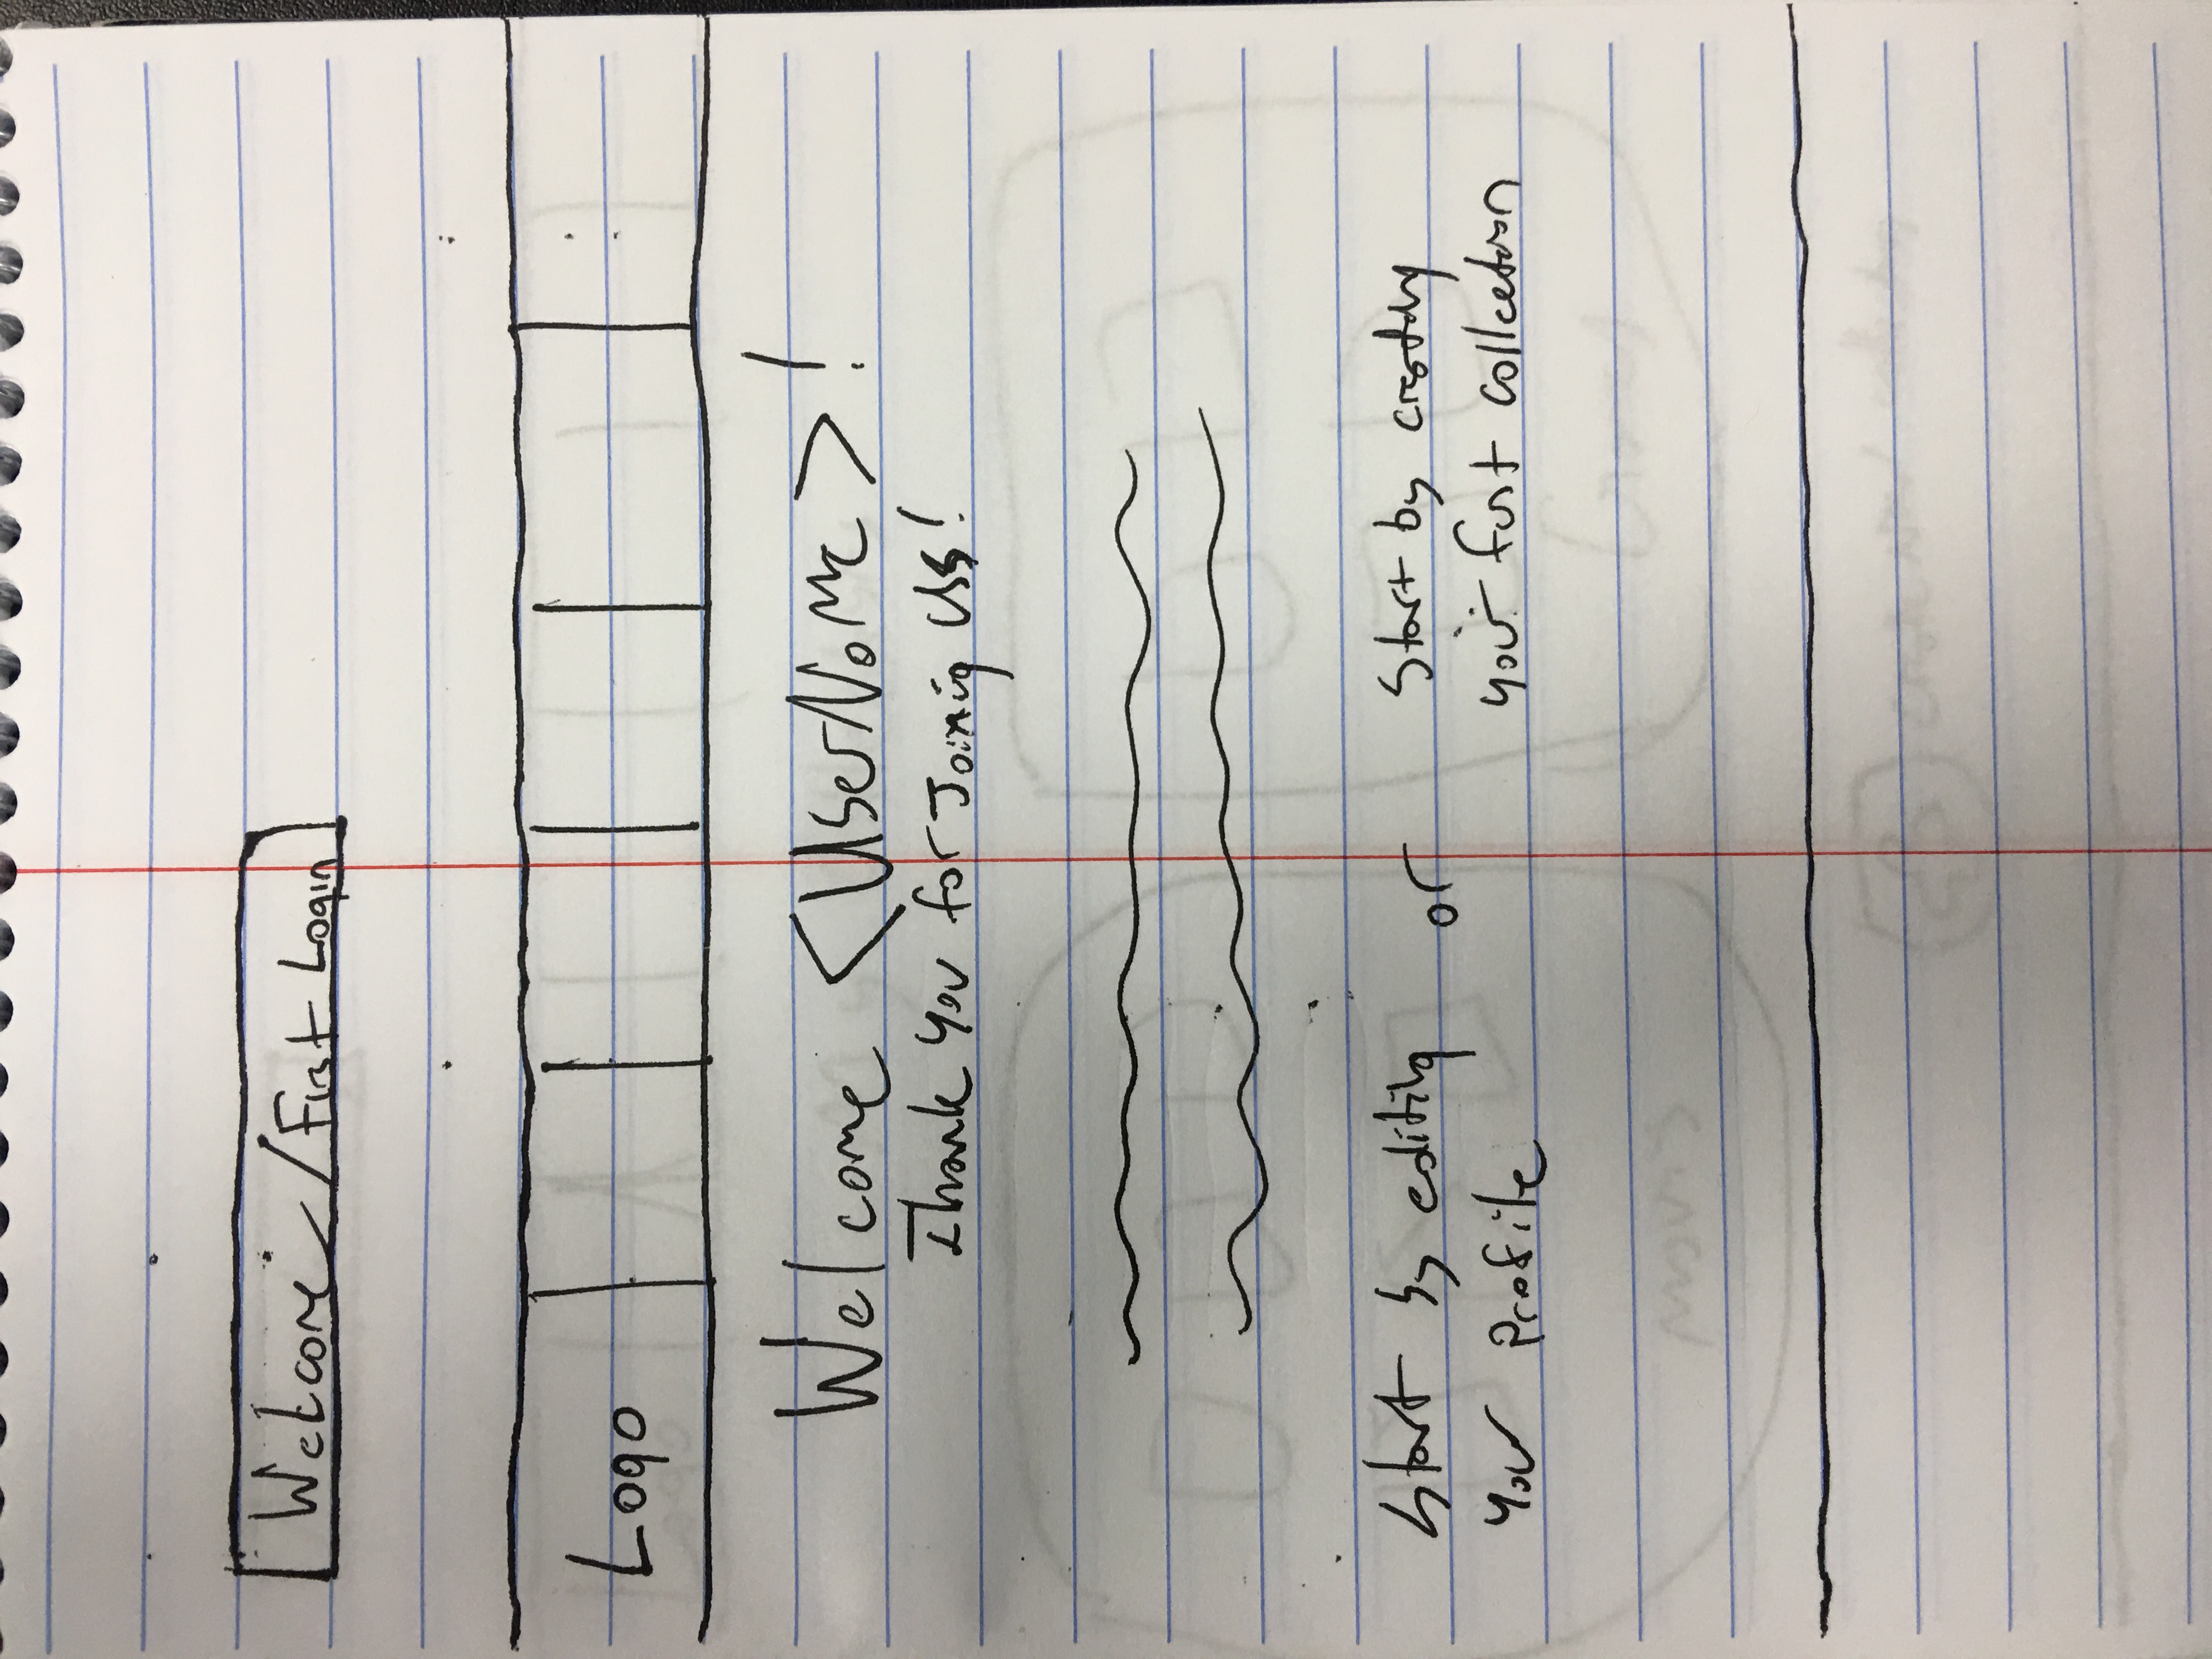 Welcome / First Login
Logo
Welcome <UserName>!
Thank you for Joining Us!
Start by editing or Start by creating
your Profile your first collection